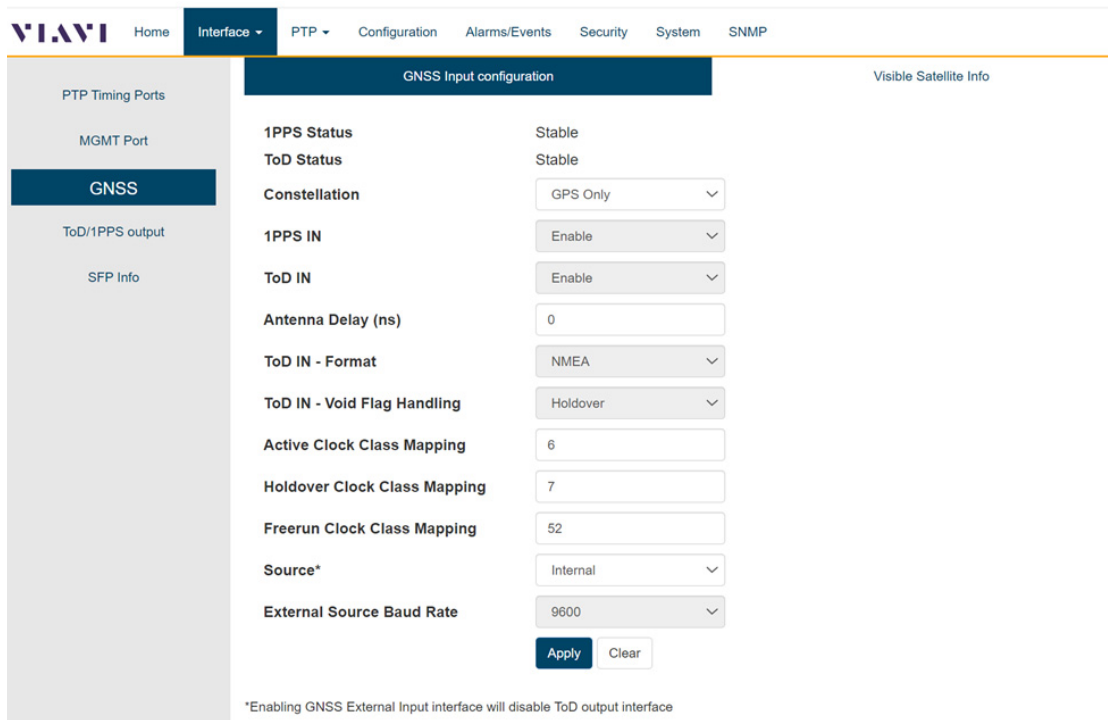 VIAVI Home Interface PTP Configuration Alarms/Events Security System SNMP
PTP Timing Ports
MGMT Port
GNSS
ToD/1PPS output
SFP Info
GNSS Input configuration Visible Satellite Info
1PPS Status Stable
ToD Status Stable
Constellation GPS Only
1PPS IN Enable
ToD IN Enable
Antenna Delay (ns) 0
ToD IN - Format NMEA
ToD IN - Void Flag Handling Holdover
Active Clock Class Mapping 6
Holdover Clock Class Mapping 7
Freerun Clock Class Mapping 52
Source* Internal
External Source Baud Rate 9600
Apply Clear
*Enabling GNSS External Input interface will disable ToD output interface